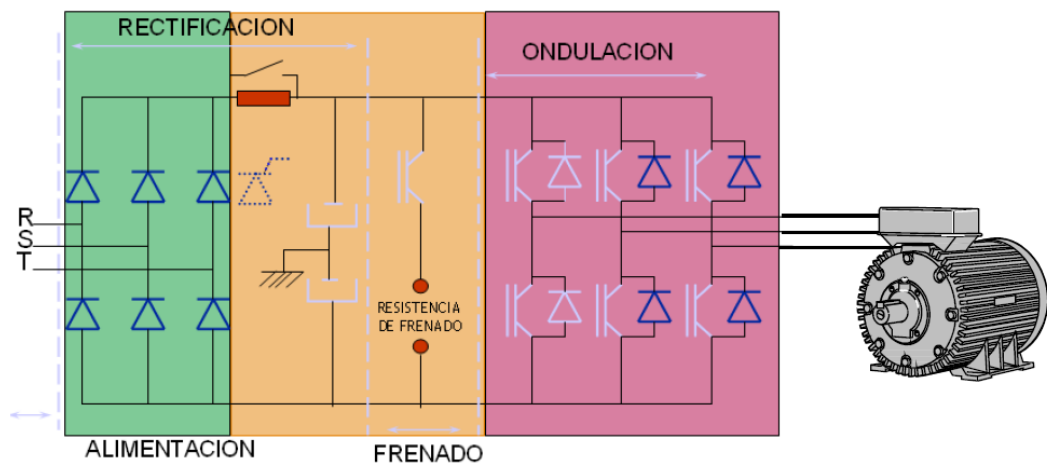 RECTIFICACION
ONDULACION
R
S
T
RESISTENCIA
DE FRENADO
ALIMENTACION
FRENADO